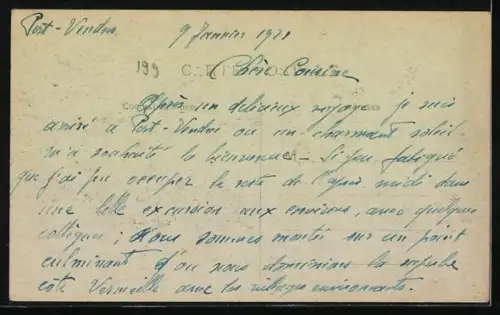 Port-Vendres, 9 Janvier 1921
199
CARTE POSTALE
Chère Cousine
Après un délicieux voyage je suis
arrivé à Port-Vendres où un charmant soleil
m'a souhaité la bienvenue - Si peu fatigué
que j'ai pu occuper le reste de l'après midi dans
une belle excursion aux environs, avec quelques
collègues; Nous sommes montés sur un point
culminant d'où nous dominions la superbe
côte Vermeille avec les villages environnants.